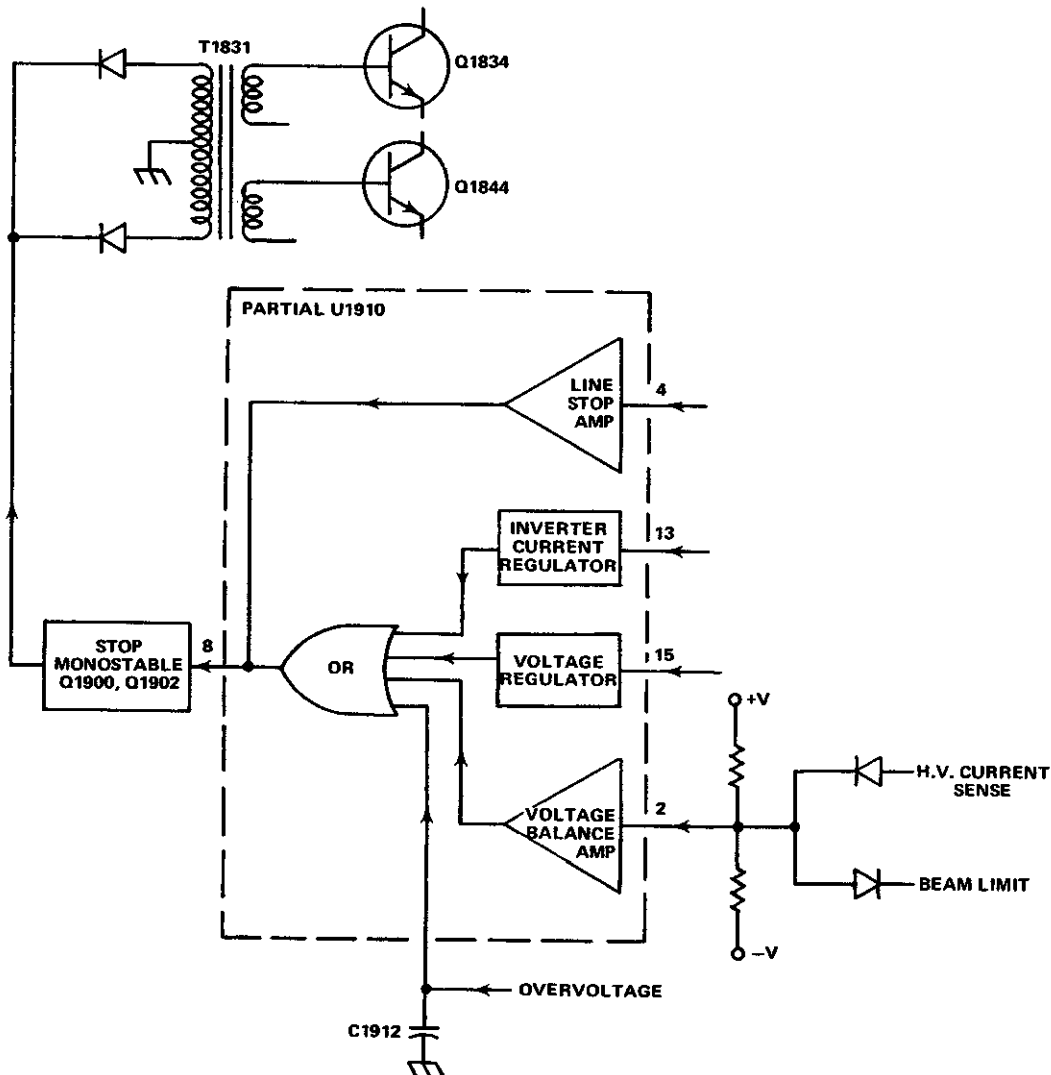 T1831
Q1834
Q1844
PARTIAL U1910
LINE
STOP
AMP
4
INVERTER
CURRENT
REGULATOR
13
STOP
MONOSTABLE
Q1900, Q1902
8
OR
VOLTAGE
REGULATOR
15
+V
H.V. CURRENT
SENSE
VOLTAGE
BALANCE
AMP
2
BEAM LIMIT
–V
OVERVOLTAGE
C1912